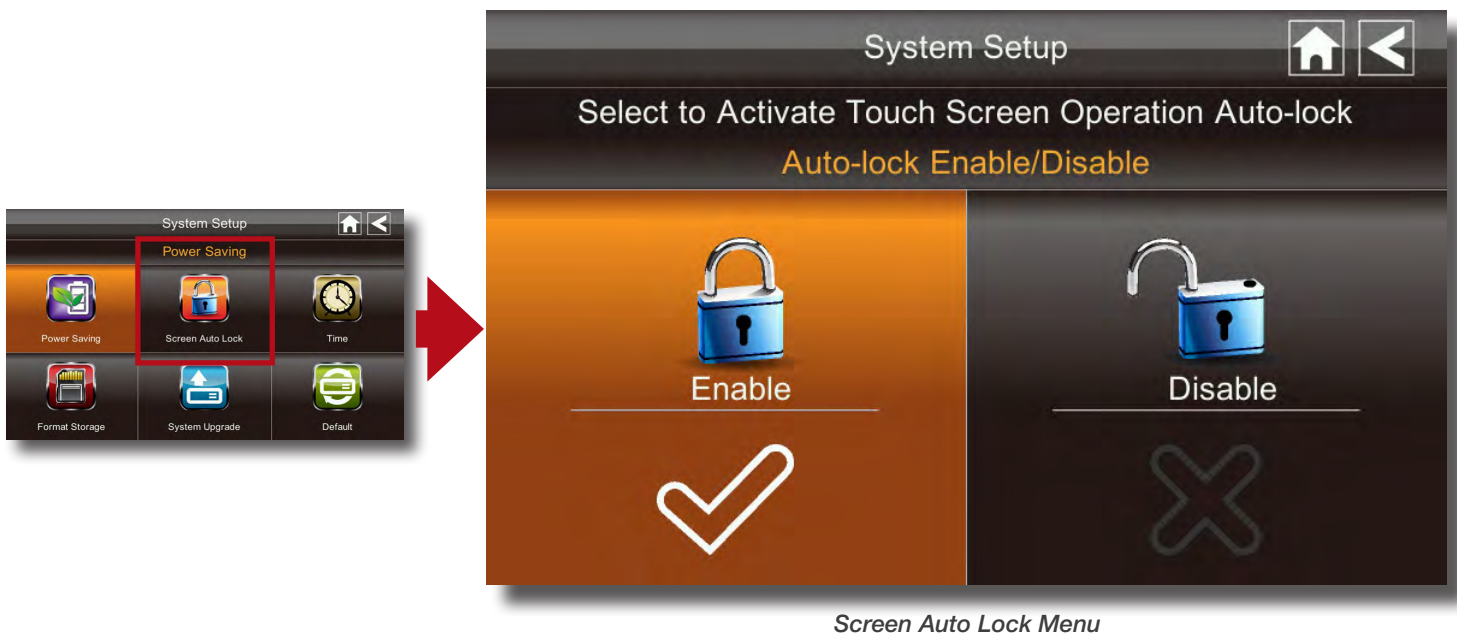 System Setup
Power Saving
Power Saving
Screen Auto Lock
Time
Format Storage
System Upgrade
Default
System Setup
Select to Activate Touch Screen Operation Auto-lock
Auto-lock Enable/Disable
Enable
Disable
Screen Auto Lock Menu